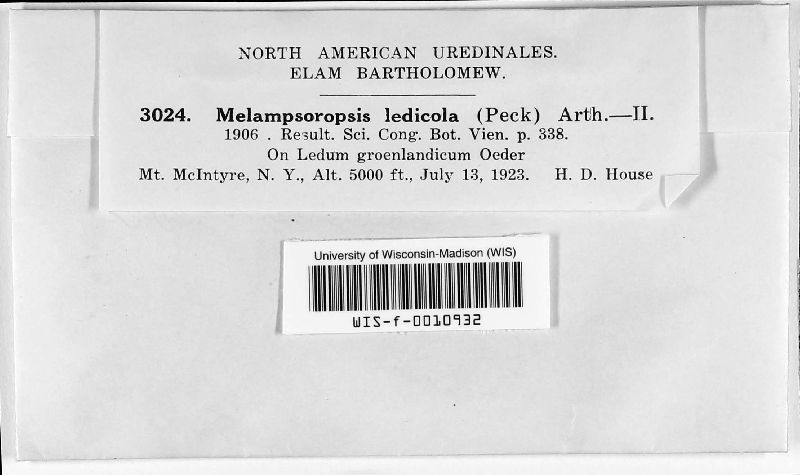 NORTH AMERICAN UREDINALES.
ELAM BARTHOLOMEW.
3024. Melampsoropsis ledicola (Peck) Arth.—II.
1906 . Result. Sci. Cong. Bot. Vien. p. 338.
On Ledum groenlandicum Oeder
Mt. McIntyre, N. Y., Alt. 5000 ft., July 13, 1923. H. D. House
University of Wisconsin-Madison (WIS)
WIS-f-0010932